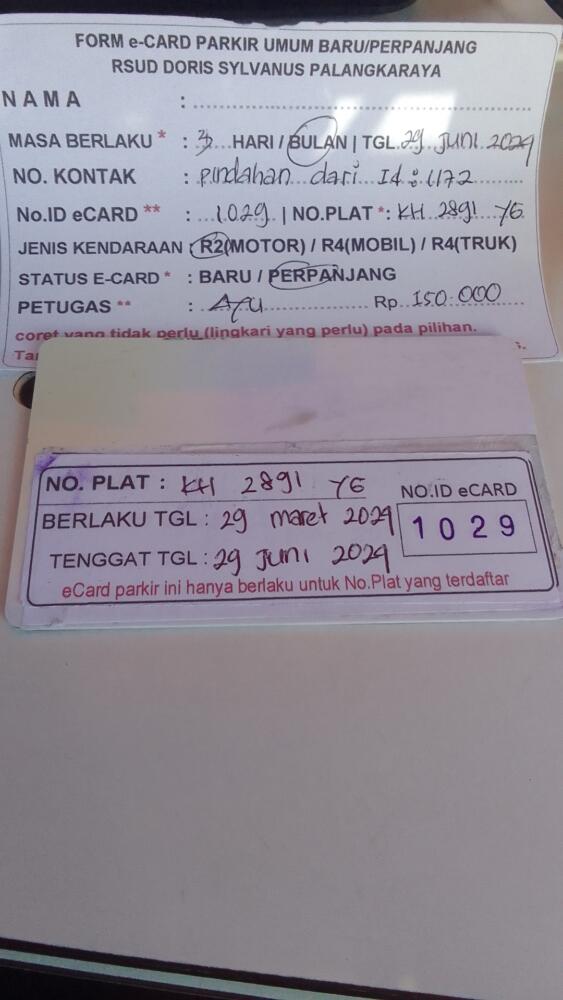 FORM e-CARD PARKIR UMUM BARU/PERPANJANG
RSUD DORIS SYLVANUS PALANGKARAYA
NAMA :
MASA BERLAKU * : 3 HARI / BULAN | TGL. 29 JUNI 2024
NO. KONTAK : pindahan dari Id : 1172
No.ID eCARD ** : 1029 | NO.PLAT *: KH 2891 YG
JENIS KENDARAAN : R2(MOTOR) / R4(MOBIL) / R4(TRUK)
STATUS E-CARD * : BARU / PERPANJANG
PETUGAS ** : AYU Rp. 150.000
coret yang tidak perlu (lingkari yang perlu) pada pilihan.
NO. PLAT : KH 2891 YG
NO.ID eCARD
BERLAKU TGL : 29 maret 2024
1029
TENGGAT TGL : 29 Juni 2024
eCard parkir ini hanya berlaku untuk No.Plat yang terdaftar